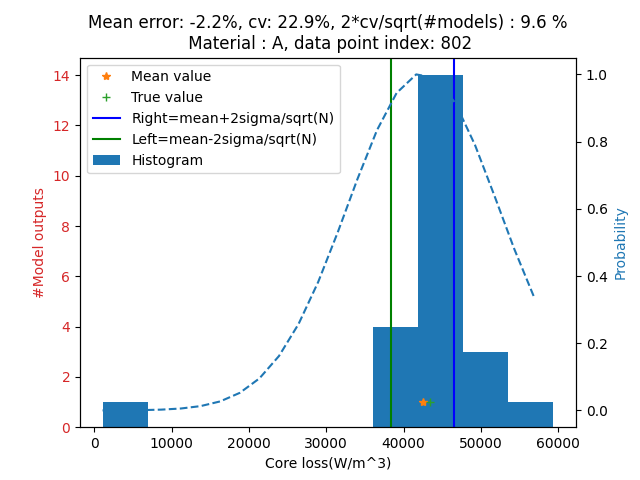 Mean error: -2.2%, cv: 22.9%, 2*cv/sqrt(#models) : 9.6 %
Material : A, data point index: 802
Mean value
True value
Right=mean+2sigma/sqrt(N)
Left=mean-2sigma/sqrt(N)
Histogram
#Model outputs
14
12
10
8
6
4
2
0
1.0
0.8
0.6
0.4
0.2
0.0
Probability
0
10000
20000
30000
40000
50000
60000
Core loss(W/m^3)